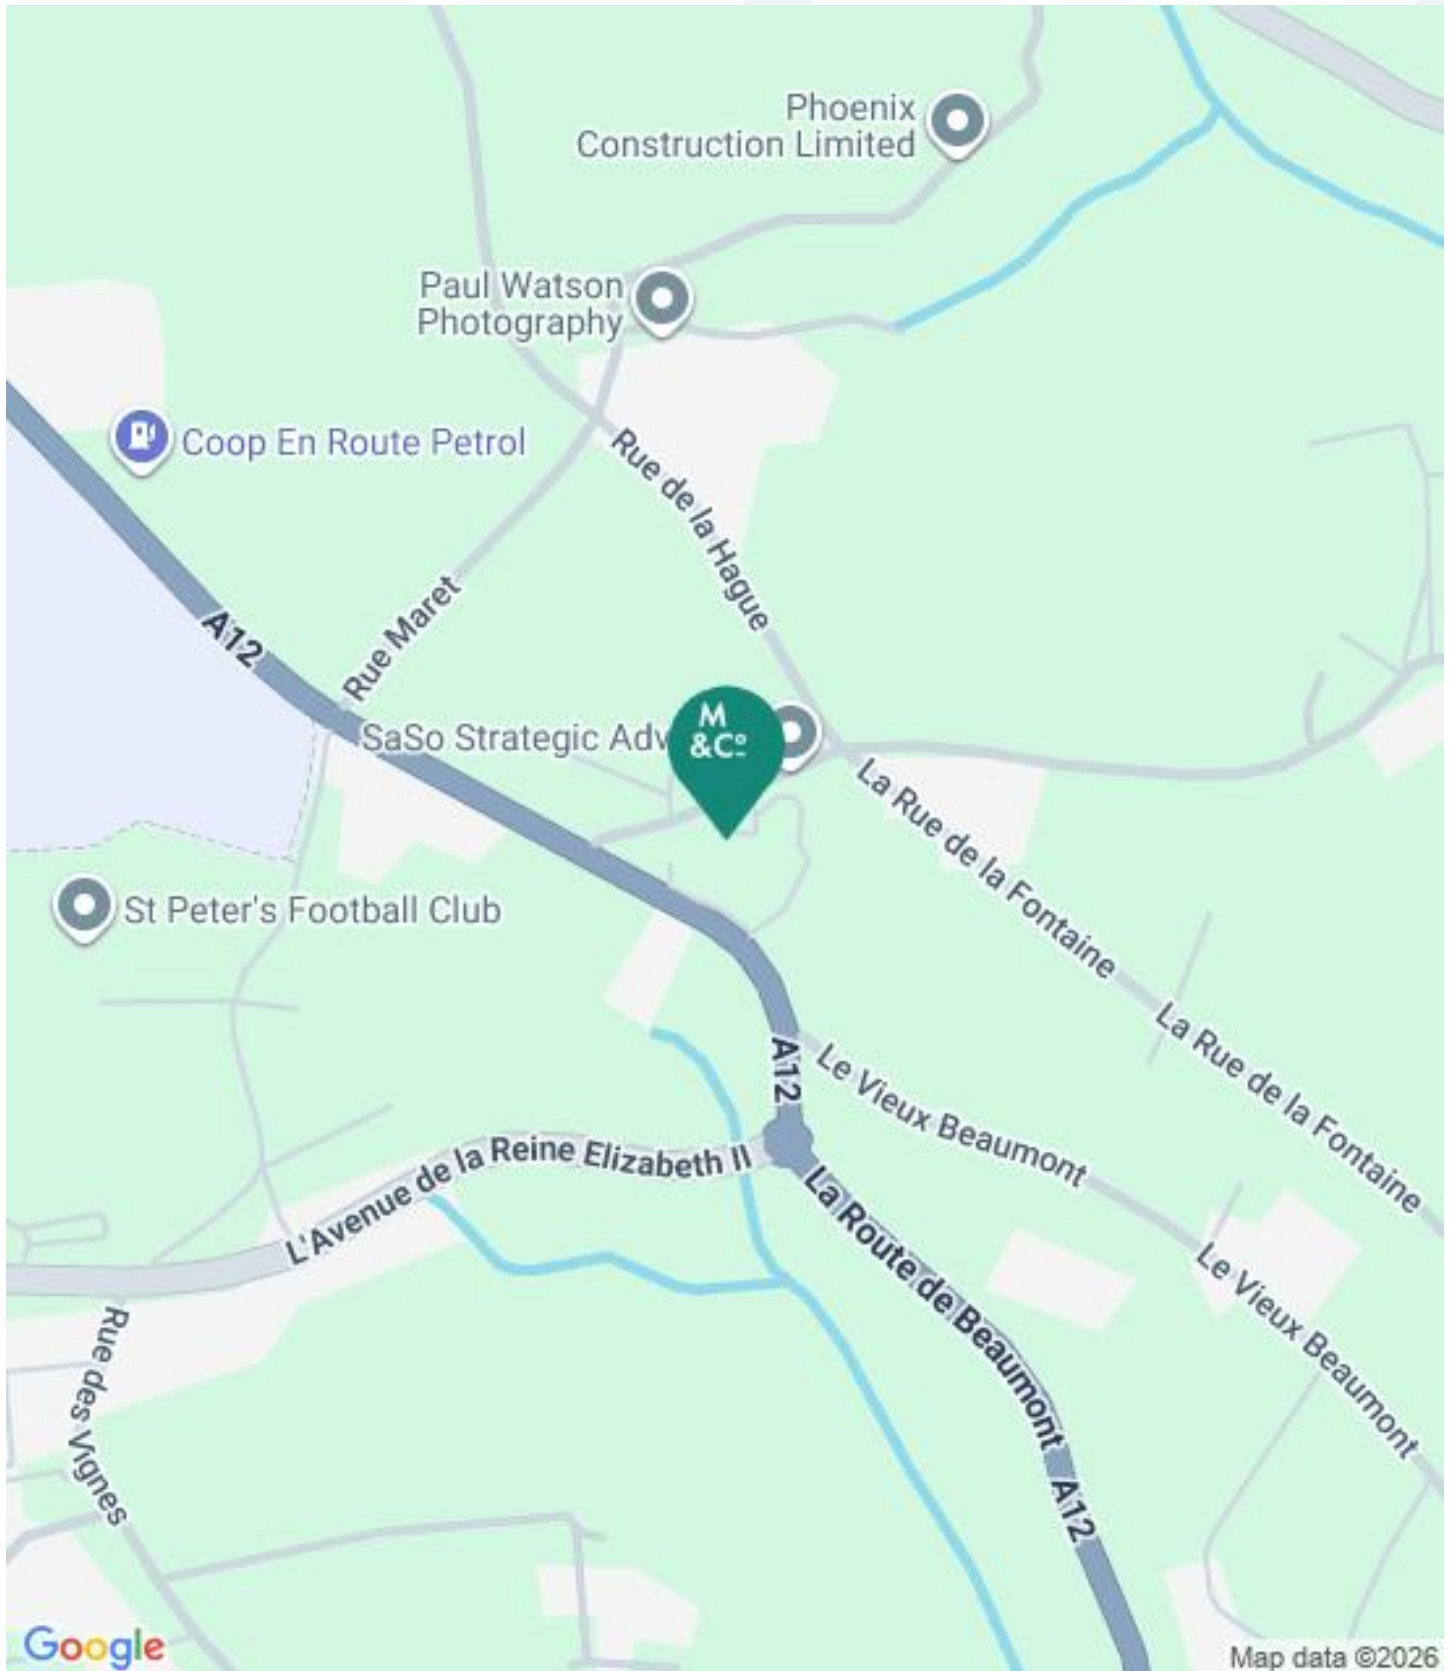 Phoenix
Construction Limited
Paul Watson
Photography
Coop En Route Petrol
Rue de la Hague
Rue Maret
A12
M
&Co
SaSo Strategic Adv
La Rue de la Fontaine
St Peter's Football Club
La Rue de la Fontaine
A12
Le Vieux Beaumont
L'Avenue de la Reine Elizabeth II
La Route de Beaumont
Le Vieux Beaumont
Rue des Vignes
A12
Google
Map data ©2026